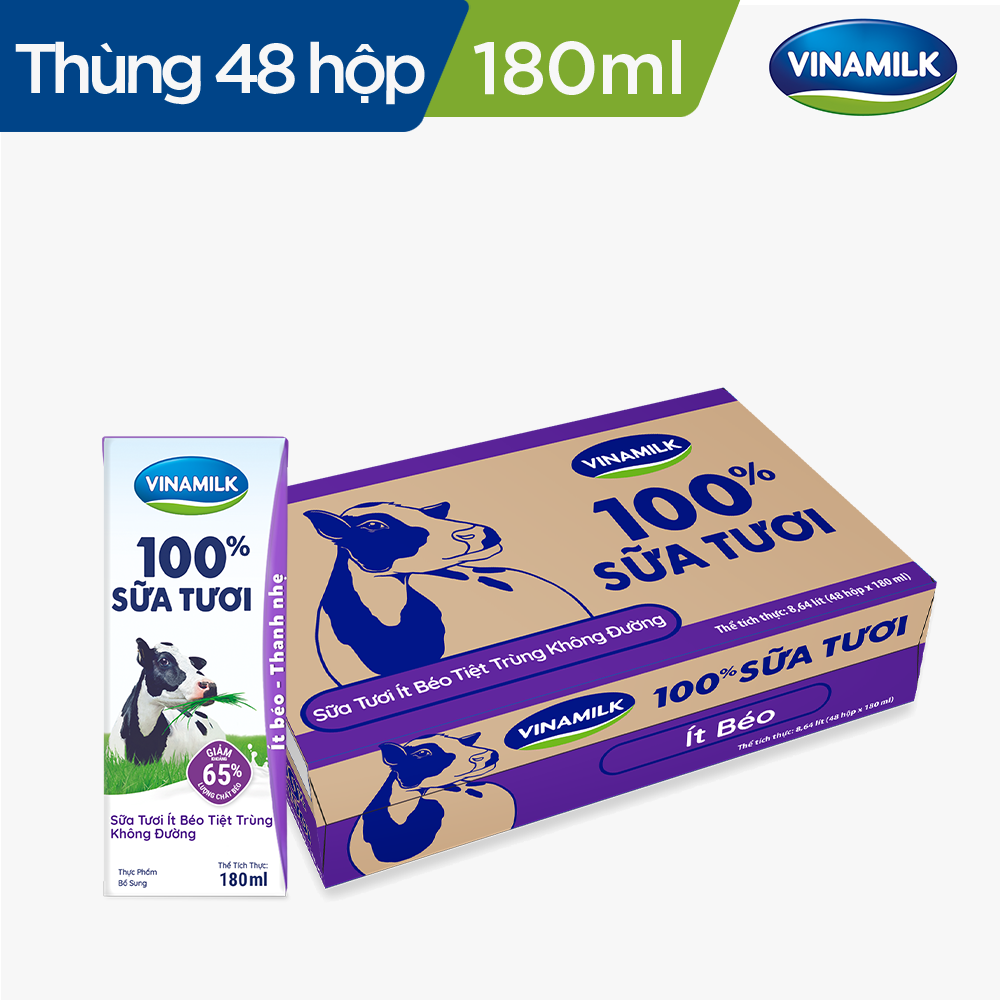 Thùng 48 hộp
180ml
VINAMILK
VINAMILK
100%
SỮA TƯƠI
GIẢM
KHOẢNG
65%
LƯỢNG CHẤT BÉO
Sữa Tươi Ít Béo Tiệt Trùng
Không Đường
Thực Phẩm
Bổ Sung
Thể Tích Thực:
180ml
Ít béo - Thanh nhẹ
VINAMILK
100%
SỮA TƯƠI
Sữa Tươi Ít Béo Tiệt Trùng Không Đường
Thể tích thực: 8,64 lít (48 hộp x 180 ml)
VINAMILK
100% SỮA TƯƠI
Ít Béo
Thể tích thực: 8,64 lít (48 hộp x 180 ml)